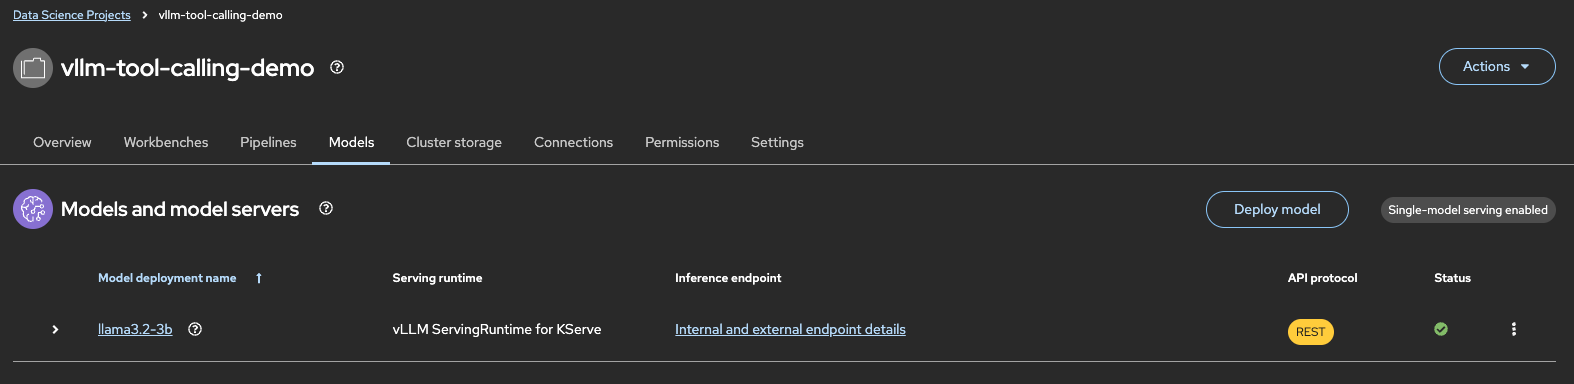 Data Science Projects > vllm-tool-calling-demo
vllm-tool-calling-demo
Actions
Overview Workbenches Pipelines Models Cluster storage Connections Permissions Settings
Models and model servers Deploy model Single-model serving enabled
Model deployment name Serving runtime Inference endpoint API protocol Status
llama3.2-3b vLLM ServingRuntime for KServe Internal and external endpoint details REST